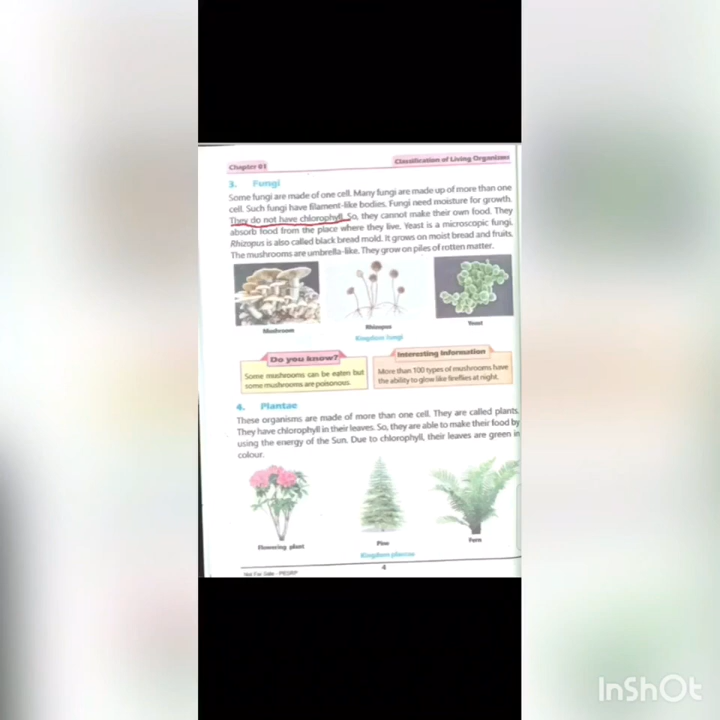 Chapter 01
Classification of Living Organisms
3. Fungi
Some fungi are made of one cell. Many fungi are made up of more than one
cell. Such fungi have filament-like bodies. Fungi need moisture for growth.
They do not have chlorophyll. So, they cannot make their own food. They
absorb food from the place where they live. Yeast is a microscopic fungi.
Rhizopus is also called black bread mold. It grows on moist bread and fruits.
The mushrooms are umbrella-like. They grow on piles of rotten matter.
Mushroom
Rhizopus
Yeast
Kingdom fungi
Do you know?
Some mushrooms can be eaten but
some mushrooms are poisonous.
Interesting Information
More than 100 types of mushrooms have
the ability to glow like fireflies at night.
4. Plantae
These organisms are made of more than one cell. They are called plants.
They have chlorophyll in their leaves. So, they are able to make their food by
using the energy of the Sun. Due to chlorophyll, their leaves are green in
colour.
Flowering plant
Pine
Fern
Kingdom plantae
4
Not For Sale - PESRP
InShOt